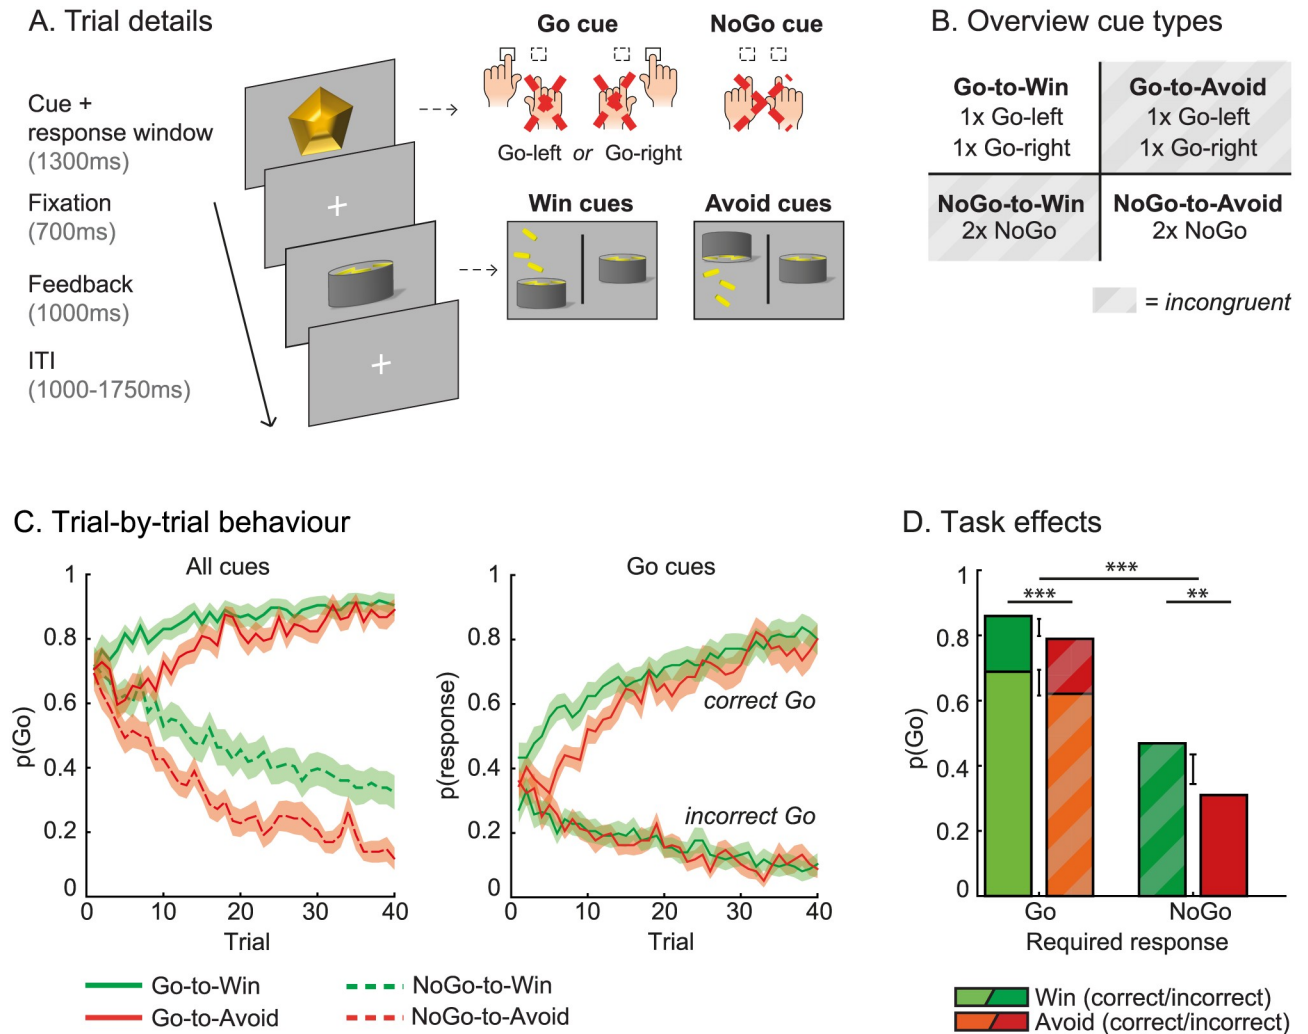 A. Trial details
Cue +
response window
(1300ms)
Fixation
(700ms)
Feedback
(1000ms)
ITI
(1000-1750ms)
Go cue
NoGo cue
Go-left or Go-right
Win cues
Avoid cues
B. Overview cue types
Go-to-Win
1x Go-left
1x Go-right
Go-to-Avoid
1x Go-left
1x Go-right
NoGo-to-Win
2x NoGo
NoGo-to-Avoid
2x NoGo
= incongruent
C. Trial-by-trial behaviour
All cues
p(Go)
1
0.8
0.6
0.4
0.2
0
0 10 20 30 40
Trial
Go cues
p(response)
1
0.8
0.6
0.4
0.2
0
correct Go
incorrect Go
0 10 20 30 40
Trial
Go-to-Win
Go-to-Avoid
NoGo-to-Win
NoGo-to-Avoid
D. Task effects
p(Go)
1
0.8
0.6
0.4
0.2
0
***
***
**
Go NoGo
Required response
Win (correct/incorrect)
Avoid (correct/incorrect)